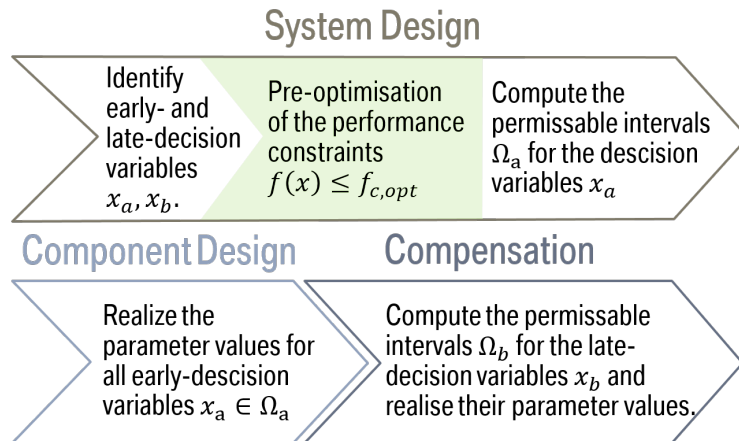 System Design
Identify
early- and
late-decision
variables
x_a, x_b.
Pre-optimisation
of the performance
constraints
f(x) ≤ f_{c,opt}
Compute the
permissable intervals
Ω_a for the descision
variables x_a
Component Design
Realize the
parameter values for
all early-descision
variables x_a ∈ Ω_a
Compensation
Compute the permissable
intervals Ω_b for the late-
decision variables x_b and
realise their parameter values.